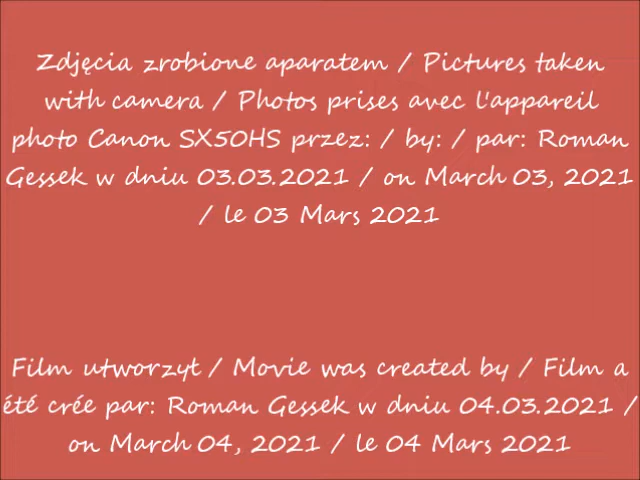 Zdjęcia zrobione aparatem / Pictures taken
with camera / Photos prises avec l'appareil
photo Canon SX50HS przez: / by: / par: Roman
Gessek w dniu 03.03.2021 / on March 03, 2021
/ le 03 Mars 2021
Film utworzył / Movie was created by / Film a
été crée par: Roman Gessek w dniu 04.03.2021 /
on March 04, 2021 / le 04 Mars 2021